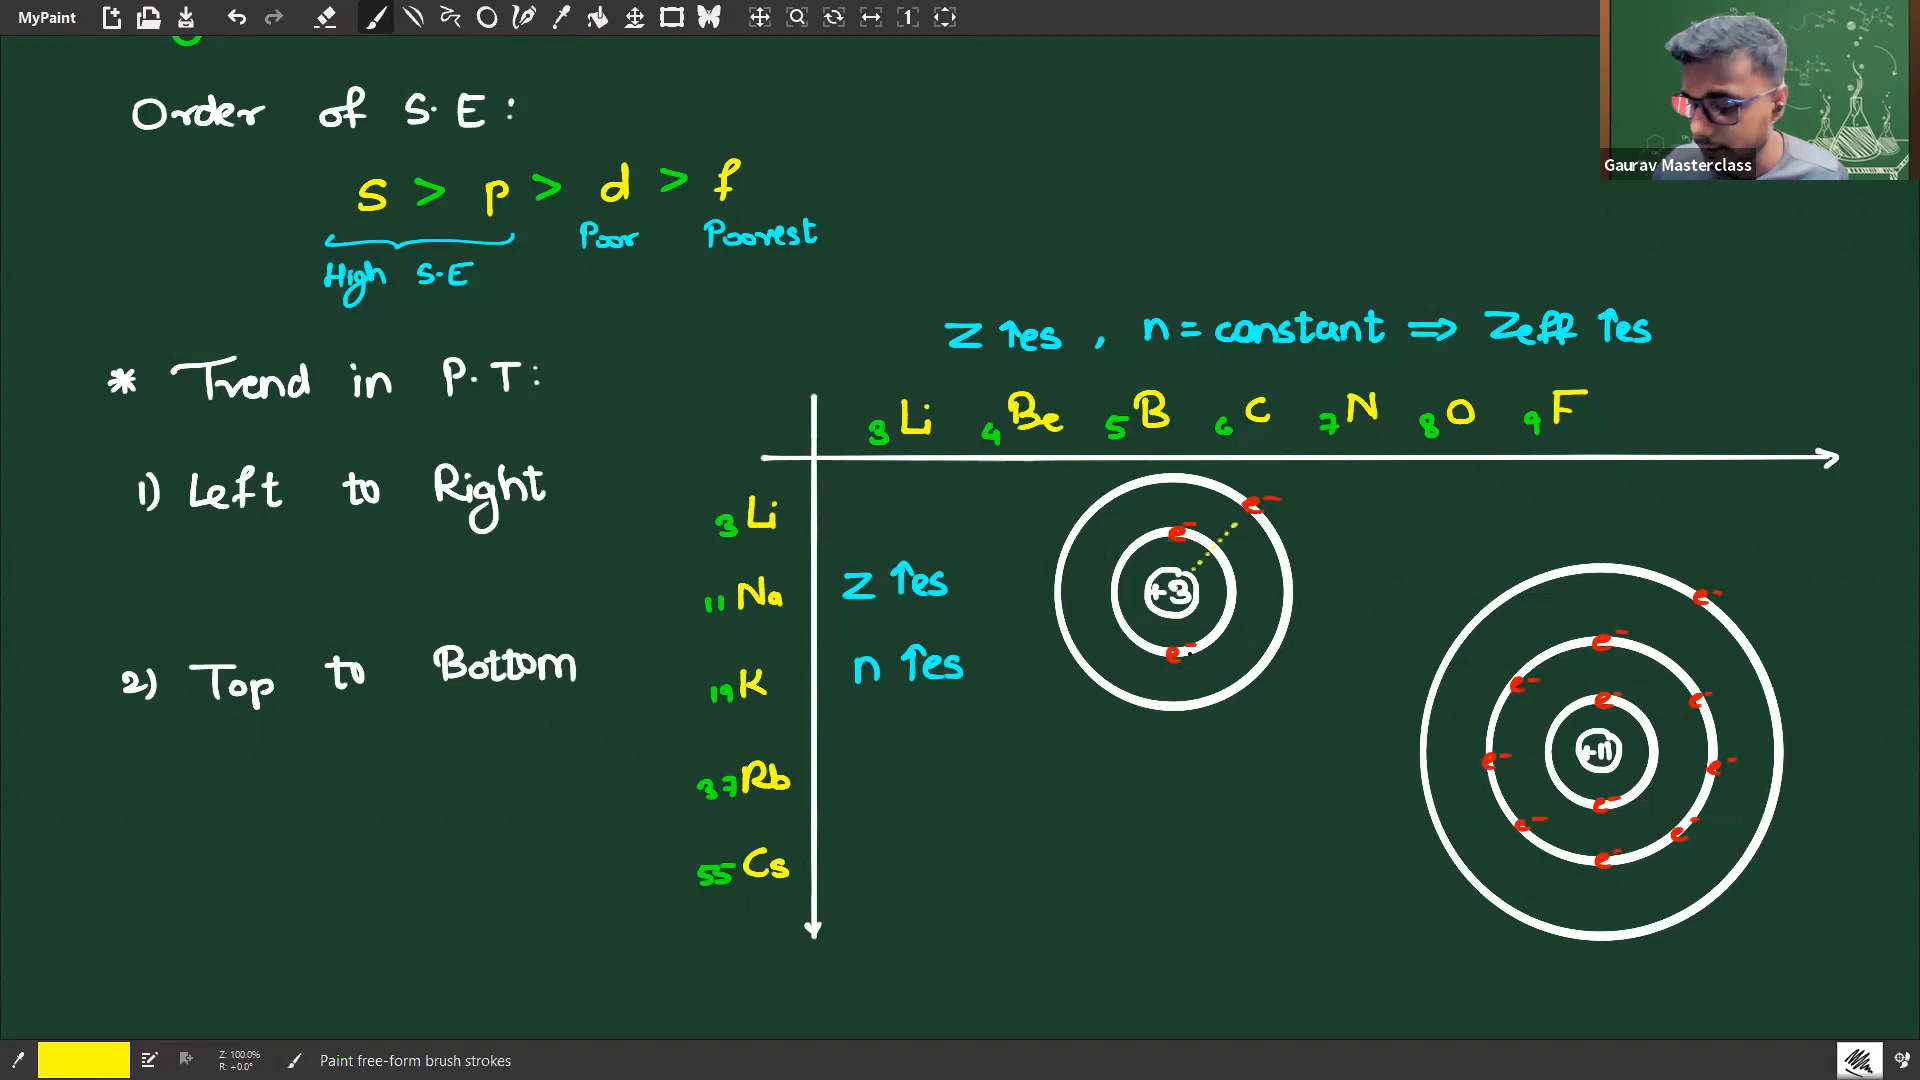 MyPaint
1
Gaurav Masterclass
Order of S.E :
s > p > d > f
High S.E Poor Poorest
* Trend in P.T:
1) Left to Right
2) Top to Bottom
Z ↑es , n = constant ⇒ Zeff ↑es
3Li 4Be 5B 6C 7N 8O 9F
3Li
11Na
19K
37Rb
55Cs
Z ↑es
n ↑es
e⁻
e⁻
+3
e⁻
e⁻
e⁻
e⁻ e⁻
e⁻
+11
e⁻ e⁻
e⁻
e⁻ e⁻
e⁻
Z: 100.0%
R: +0.0°
Paint free-form brush strokes